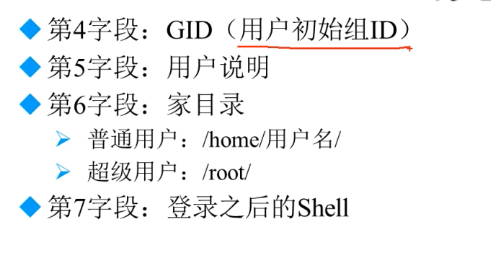 第4字段：GID（用户初始组ID）
第5字段：用户说明
第6字段：家目录
普通用户：/home/用户名/
超级用户：/root/
第7字段：登录之后的Shell